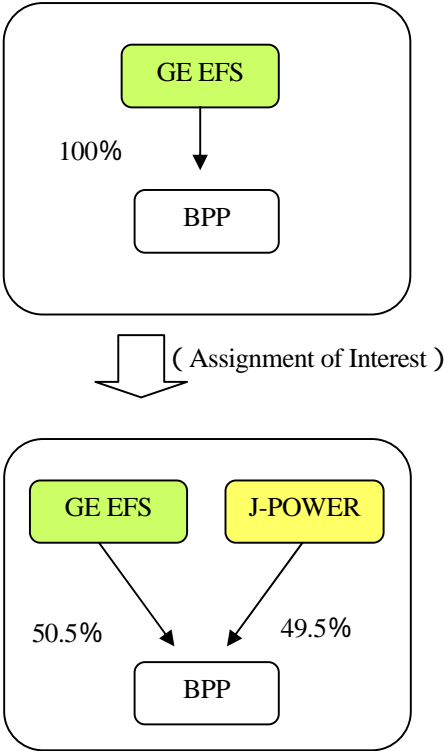 GE EFS
100%
BPP
( Assignment of Interest )
GE EFS
J-POWER
50.5%
49.5%
BPP